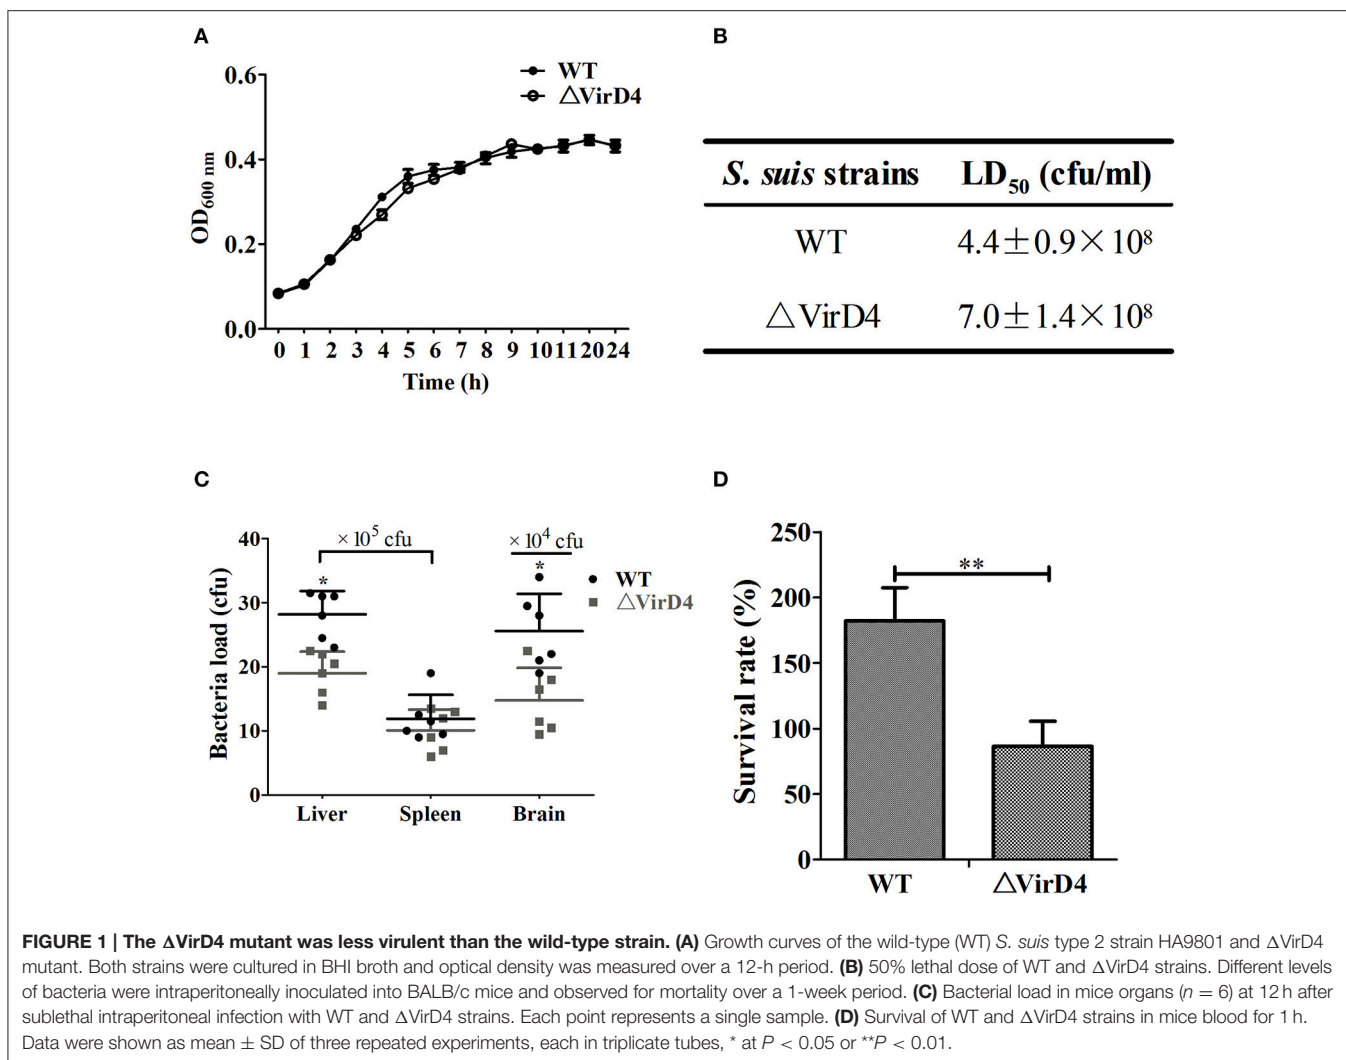 A
WT
△VirD4
0.6
0.4
0.2
0.0
OD600 nm
0 1 2 3 4 5 6 7 8 9 10 11 20 24
Time (h)
B
S. suis strains LD50 (cfu/ml)
WT 4.4±0.9×10⁸
△VirD4 7.0±1.4×10⁸
C
× 10⁵ cfu
× 10⁴ cfu
*
*
WT
△VirD4
40
30
20
10
0
Bacteria load (cfu)
Liver Spleen Brain
D
250
200
150
100
50
0
Survival rate (%)
**
WT △VirD4
FIGURE 1 | The ΔVirD4 mutant was less virulent than the wild-type strain. (A) Growth curves of the wild-type (WT) S. suis type 2 strain HA9801 and ΔVirD4
mutant. Both strains were cultured in BHI broth and optical density was measured over a 12-h period. (B) 50% lethal dose of WT and ΔVirD4 strains. Different levels
of bacteria were intraperitoneally inoculated into BALB/c mice and observed for mortality over a 1-week period. (C) Bacterial load in mice organs (n = 6) at 12 h after
sublethal intraperitoneal infection with WT and ΔVirD4 strains. Each point represents a single sample. (D) Survival of WT and ΔVirD4 strains in mice blood for 1 h.
Data were shown as mean ± SD of three repeated experiments, each in triplicate tubes, * at P < 0.05 or **P < 0.01.